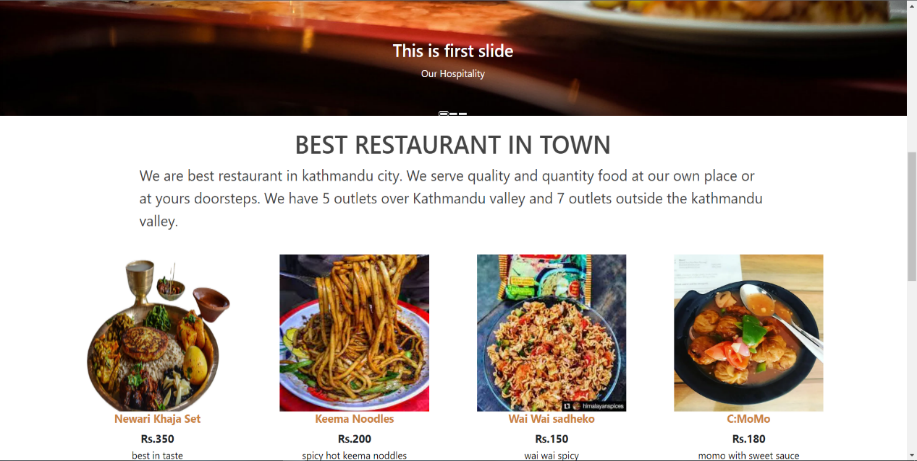 This is first slide
Our Hospitality
BEST RESTAURANT IN TOWN
We are best restaurant in kathmandu city. We serve quality and quantity food at our own place or
at yours doorsteps. We have 5 outlets over Kathmandu valley and 7 outlets outside the kathmandu
valley.
himalayanspices
Newari Khaja Set
Keema Noodles
Wai Wai sadheko
C:MoMo
Rs.350
Rs.200
Rs.150
Rs.180
best in taste
spicy hot keema noddles
wai wai spicy
momo with sweet sauce